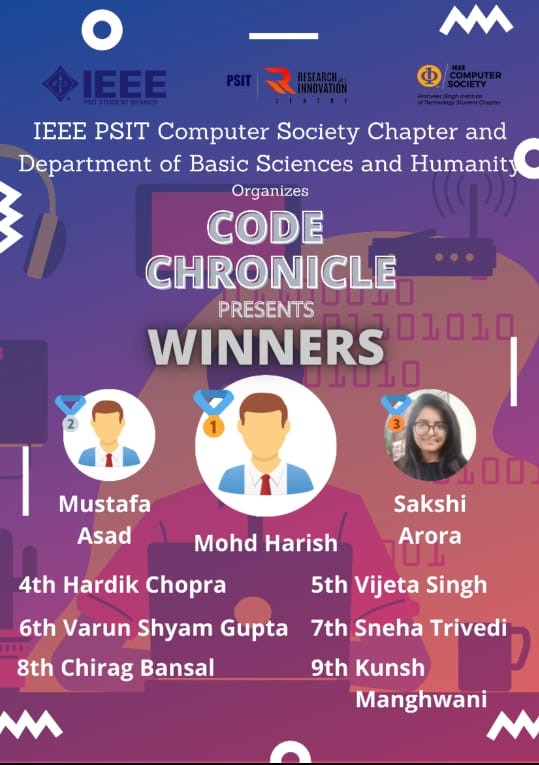 IEEE
PSIT STUDENT BRANCH
PSIT
RESEARCH AND
INNOVATION
CENTRE
IEEE
COMPUTER
SOCIETY
Pranveer Singh Institute
of Technology Student Chapter
IEEE PSIT Computer Society Chapter and
Department of Basic Sciences and Humanity
Organizes
CODE
CHRONICLE
PRESENTS
WINNERS
2
1
3
Mustafa
Asad
Mohd Harish
Sakshi
Arora
4th Hardik Chopra
5th Vijeta Singh
6th Varun Shyam Gupta
7th Sneha Trivedi
8th Chirag Bansal
9th Kunsh
Manghwani